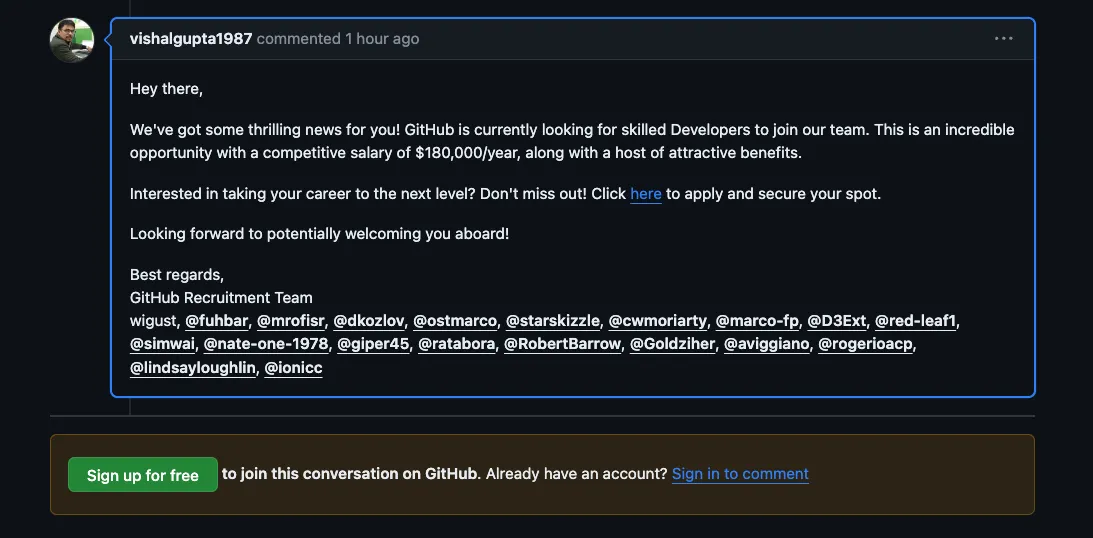 vishalgupta1987 commented 1 hour ago
Hey there,
We've got some thrilling news for you! GitHub is currently looking for skilled Developers to join our team. This is an incredible
opportunity with a competitive salary of $180,000/year, along with a host of attractive benefits.
Interested in taking your career to the next level? Don't miss out! Click here to apply and secure your spot.
Looking forward to potentially welcoming you aboard!
Best regards,
GitHub Recruitment Team
wigust, @fuhbar, @mrofisr, @dkozlov, @ostmarco, @starskizzle, @cwmoriarty, @marco-fp, @D3Ext, @red-leaf1,
@simwai, @nate-one-1978, @giper45, @ratabora, @RobertBarrow, @Goldziher, @aviggiano, @rogerioacp,
@lindsayloughlin, @ionicc
Sign up for free to join this conversation on GitHub. Already have an account? Sign in to comment